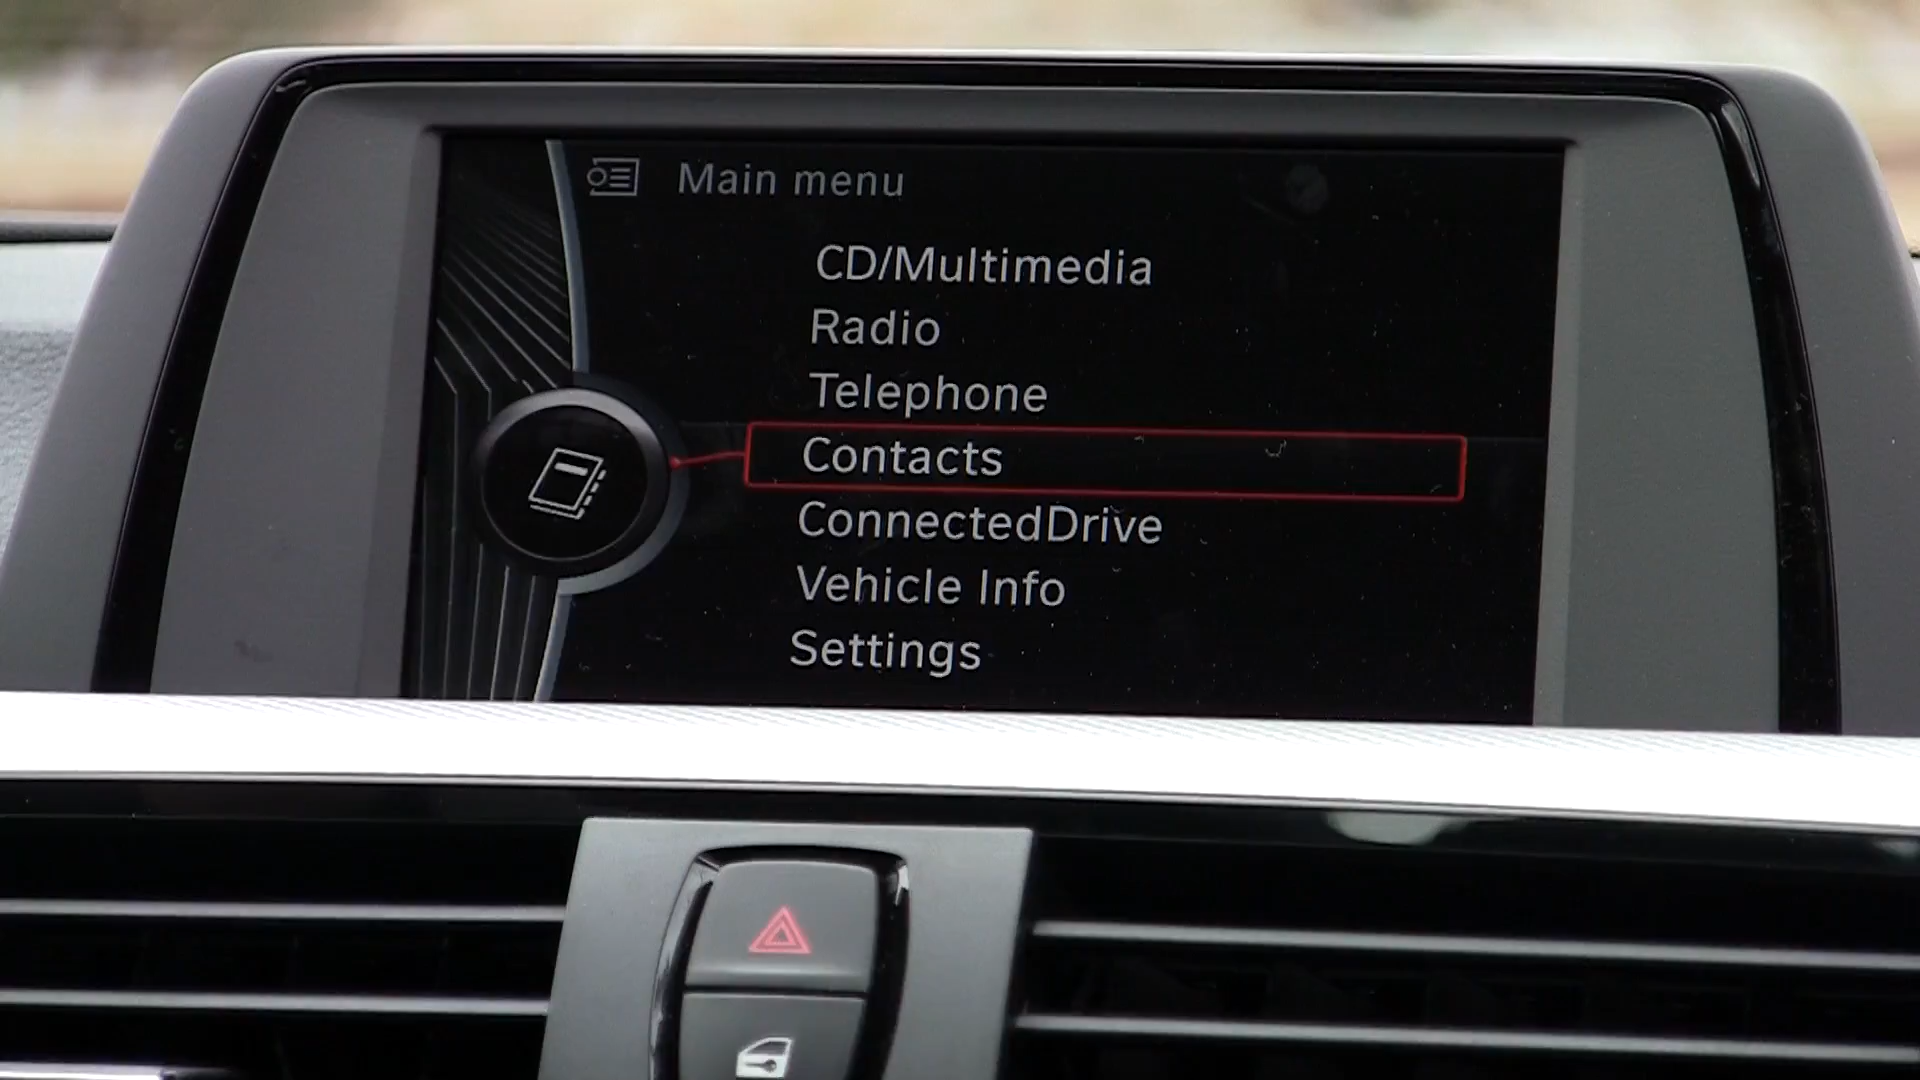 Main menu
CD/Multimedia
Radio
Telephone
Contacts
ConnectedDrive
Vehicle Info
Settings